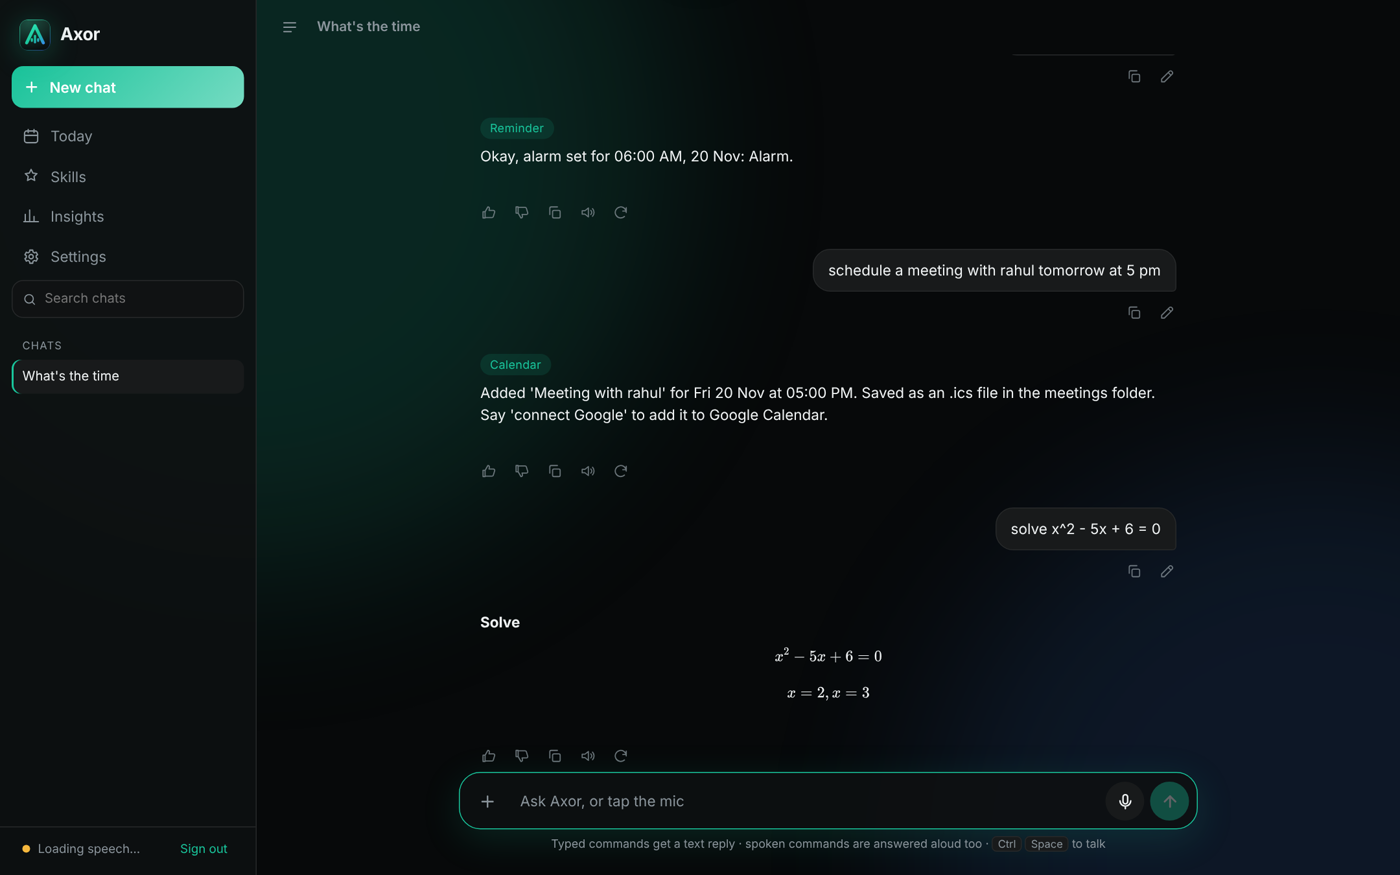 Axor
New chat
Today
Skills
Insights
Settings
Search chats
CHATS
What's the time
Loading speech...
Sign out
What's the time
Reminder
Okay, alarm set for 06:00 AM, 20 Nov: Alarm.
schedule a meeting with rahul tomorrow at 5 pm
Calendar
Added 'Meeting with rahul' for Fri 20 Nov at 05:00 PM. Saved as an .ics file in the meetings folder.
Say 'connect Google' to add it to Google Calendar.
solve x^2 - 5x + 6 = 0
Solve
x² − 5x + 6 = 0
x = 2, x = 3
Ask Axor, or tap the mic
Typed commands get a text reply · spoken commands are answered aloud too · Ctrl Space to talk